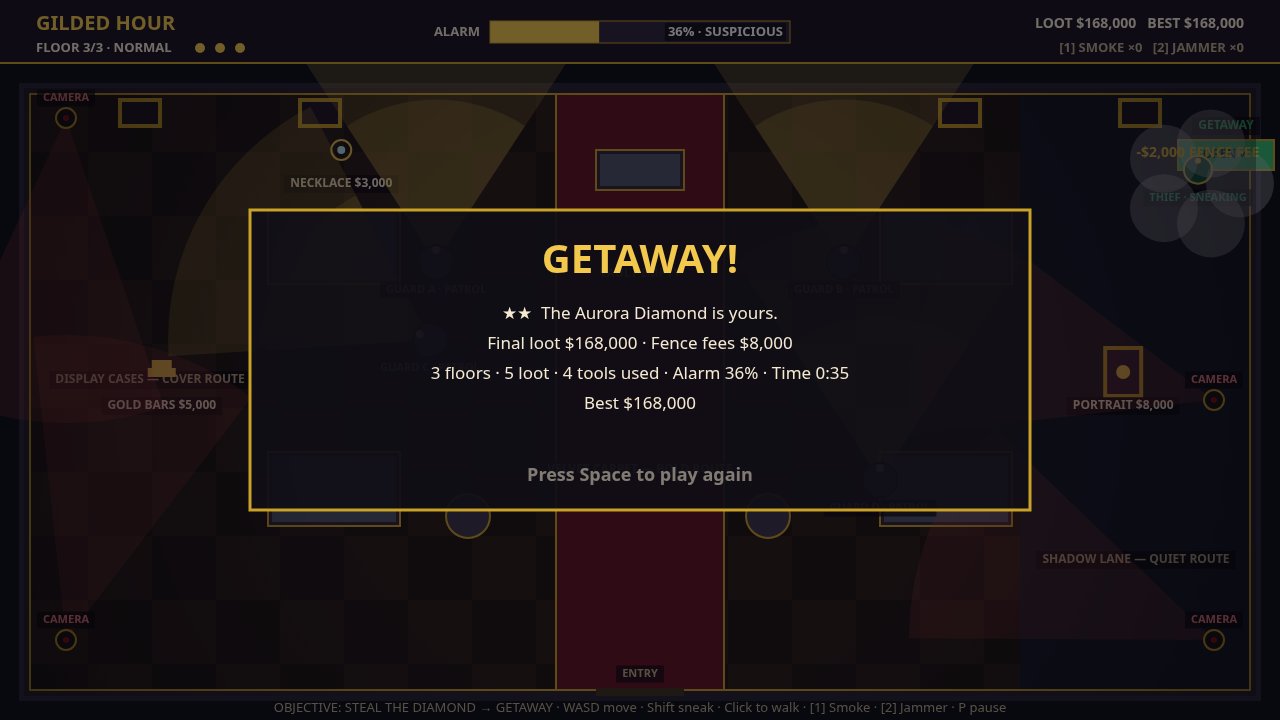 GILDED HOUR
FLOOR 3/3 · NORMAL
ALARM
36% · SUSPICIOUS
LOOT $168,000 BEST $168,000
[1] SMOKE ×0 [2] JAMMER ×0
CAMERA
GETAWAY
-$2,000 FENCE FEE
NECKLACE $3,000
THIEF · SNEAKING
GETAWAY!
GUARD A · PATROL
GUARD B · PATROL
★★ The Aurora Diamond is yours.
Final loot $168,000 · Fence fees $8,000
3 floors · 5 loot · 4 tools used · Alarm 36% · Time 0:35
Best $168,000
DISPLAY CASES — COVER ROUTE
CAMERA
GOLD BARS $5,000
PORTRAIT $8,000
Press Space to play again
SHADOW LANE — QUIET ROUTE
CAMERA
CAMERA
ENTRY
OBJECTIVE: STEAL THE DIAMOND → GETAWAY · WASD move · Shift sneak · Click to walk · [1] Smoke · [2] Jammer · P pause